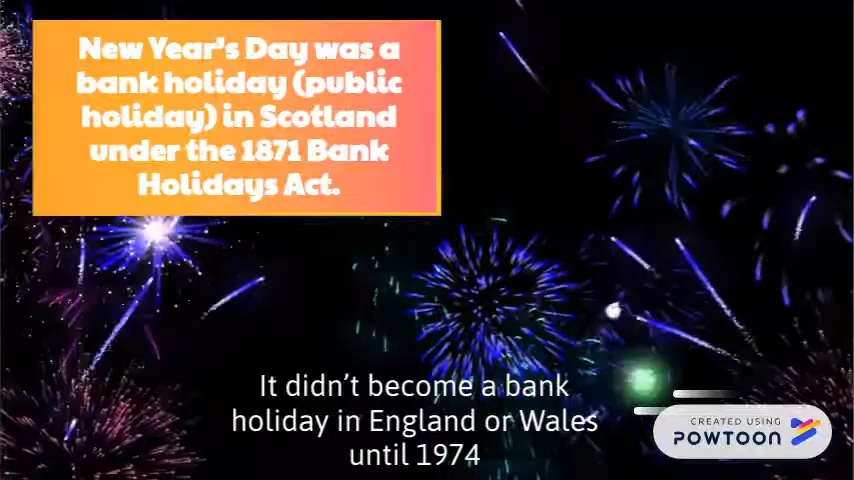 New Year's Day was a
bank holiday (public
holiday) in Scotland
under the 1871 Bank
Holidays Act.
It didn't become a bank
holiday in England or Wales
until 1974
CREATED USING
POWTOON